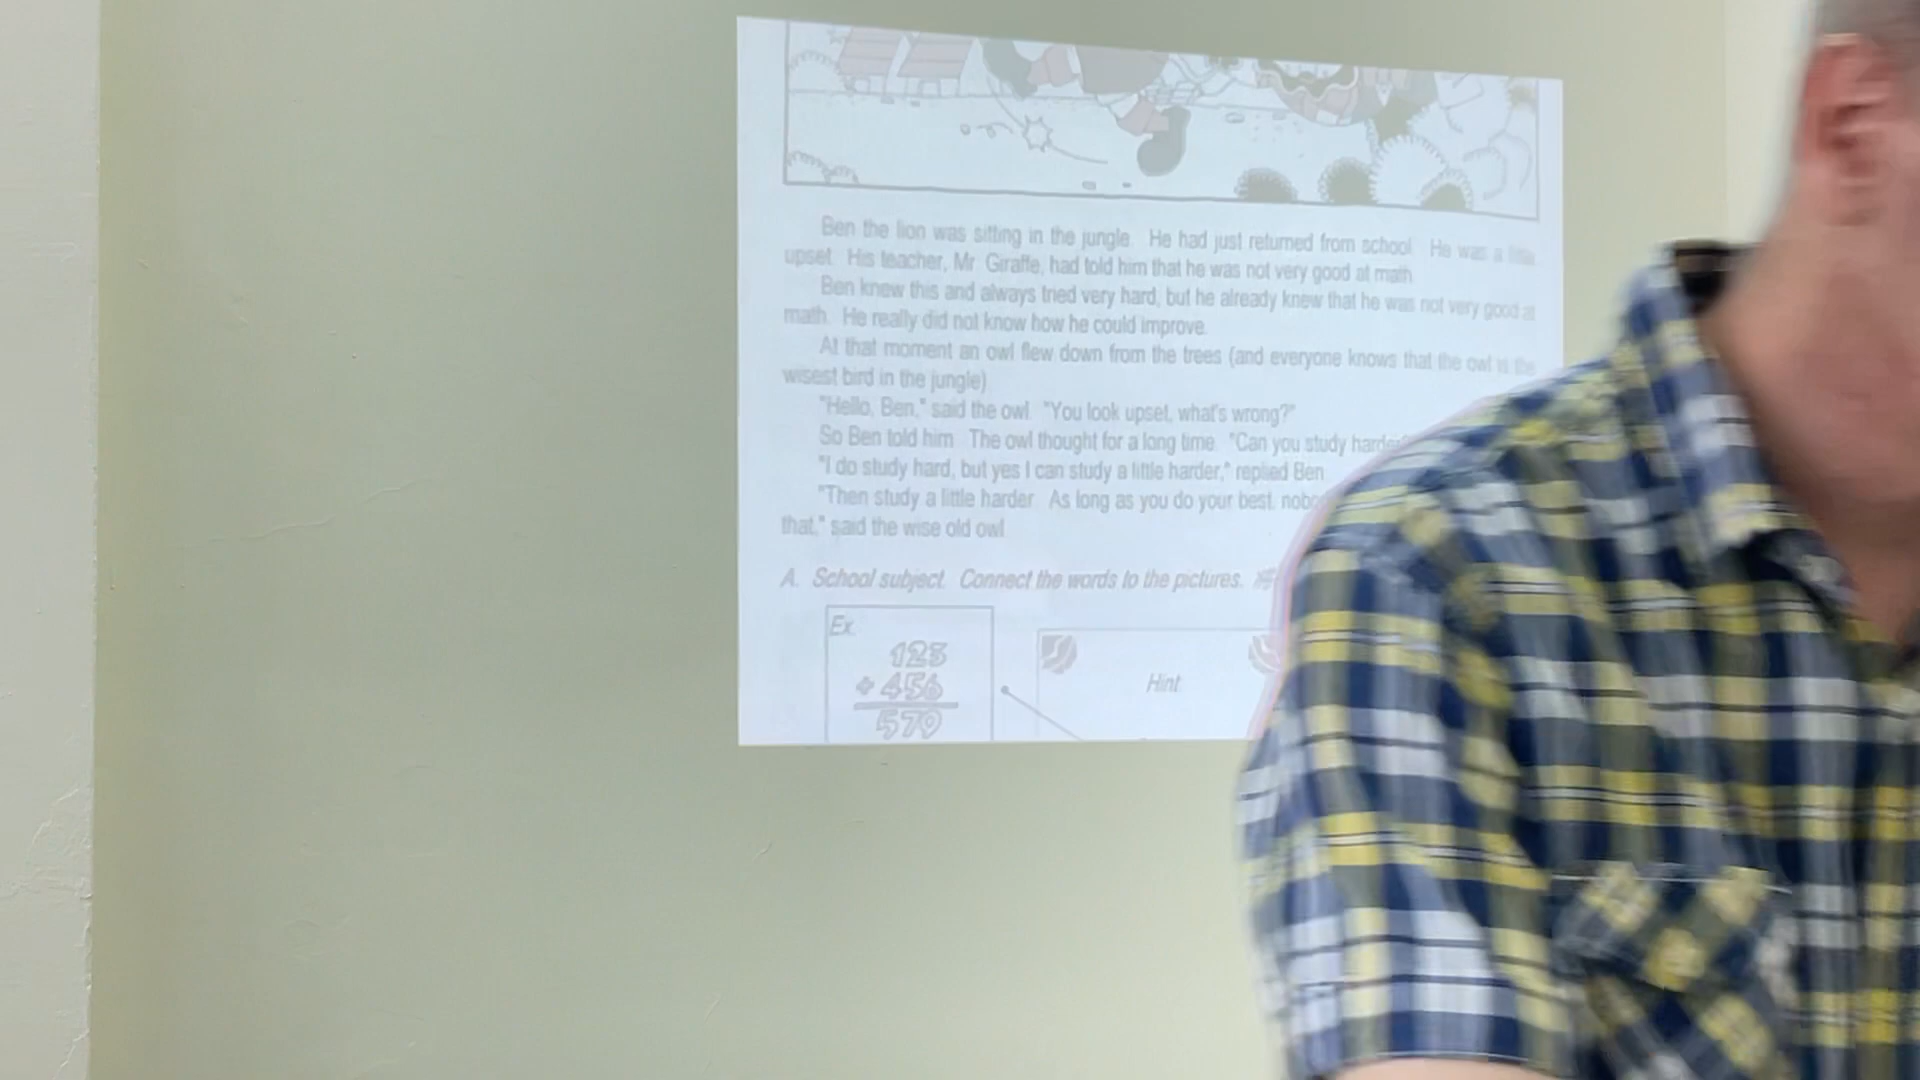 Ben the lion was sitting in the jungle. He had just returned from school. He was a little
upset. His teacher, Mr. Giraffe, had told him that he was not very good at math.
Ben knew this and always tried very hard, but he already knew that he was not very good at
math. He really did not know how he could improve.
At that moment an owl flew down from the trees (and everyone knows that the owl is the
wisest bird in the jungle).
"Hello, Ben," said the owl. "You look upset, what's wrong?"
So Ben told him. The owl thought for a long time. "Can you study harder
"I do study hard, but yes I can study a little harder," replied Ben.
"Then study a little harder. As long as you do your best,
that," said the wise old owl.
A. School subject. Connect the words to the pictures.
Ex.
123
+ 456
579
Hint